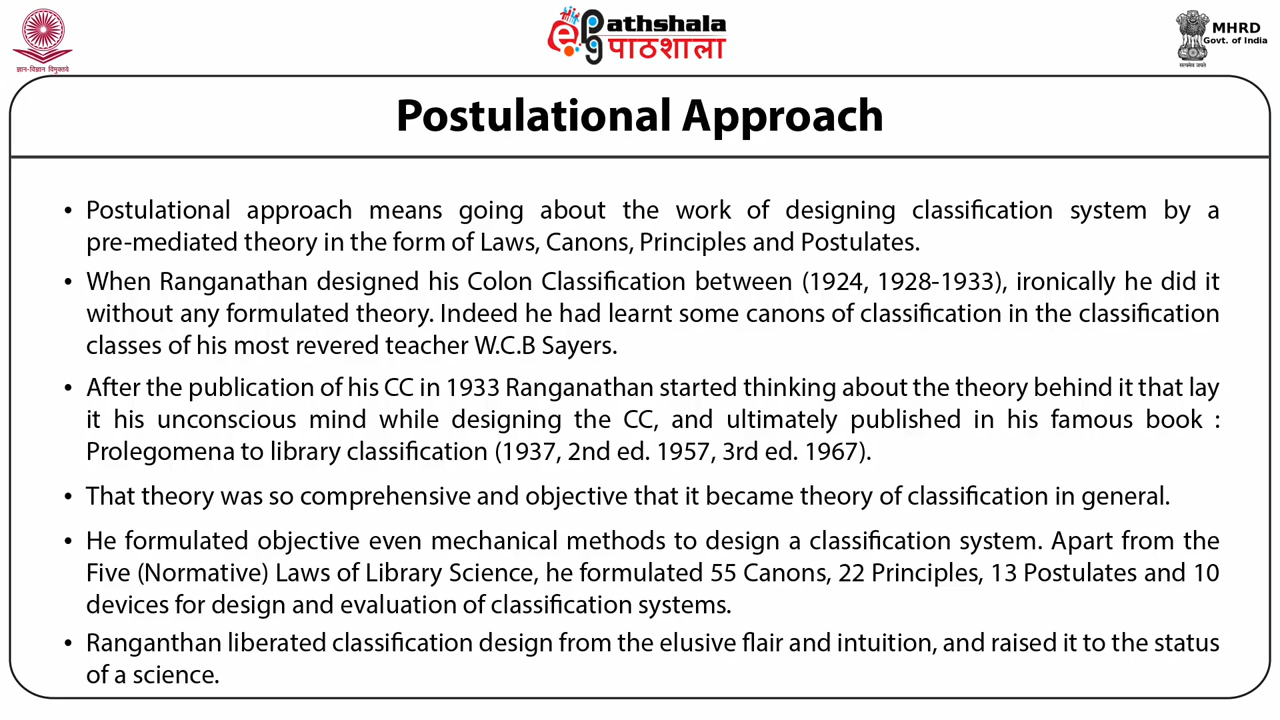 ज्ञान-विज्ञान विमुक्तये
ePathshala
पाठशाला
MHRD
Govt. of India
सत्यमेव जयते
Postulational Approach
• Postulational approach means going about the work of designing classification system by a
pre-mediated theory in the form of Laws, Canons, Principles and Postulates.
• When Ranganathan designed his Colon Classification between (1924, 1928-1933), ironically he did it
without any formulated theory. Indeed he had learnt some canons of classification in the classification
classes of his most revered teacher W.C.B Sayers.
• After the publication of his CC in 1933 Ranganathan started thinking about the theory behind it that lay
it his unconscious mind while designing the CC, and ultimately published in his famous book :
Prolegomena to library classification (1937, 2nd ed. 1957, 3rd ed. 1967).
• That theory was so comprehensive and objective that it became theory of classification in general.
• He formulated objective even mechanical methods to design a classification system. Apart from the
Five (Normative) Laws of Library Science, he formulated 55 Canons, 22 Principles, 13 Postulates and 10
devices for design and evaluation of classification systems.
• Ranganthan liberated classification design from the elusive flair and intuition, and raised it to the status
of a science.